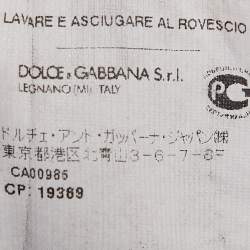 LAVARE E ASCIUGARE AL ROVESCIO
DOLCE & GABBANA S.r.l.
LEGNANO (MI) ITALY
PG
ドルチェ・アンド・ガッバーナ・ジャパン㈱
東京都港区北青山3-6-7-8F
CA00985
CP: 19369